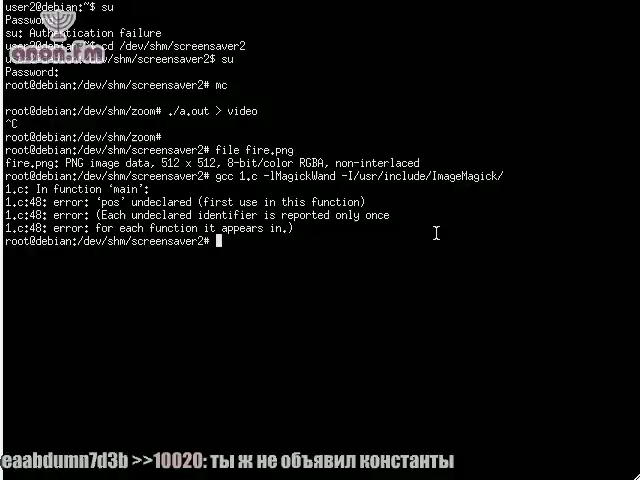 user2@debian:~$ su
Password:
su: Authentication failure
user2@debian:~$ cd /dev/shm/screensaver2
anon.fm
user2@debian:/dev/shm/screensaver2$ su
Password:
root@debian:/dev/shm/screensaver2# mc
root@debian:/dev/shm/zoom# ./a.out > video
^C
root@debian:/dev/shm/zoom#
root@debian:/dev/shm/screensaver2# file fire.png
fire.png: PNG image data, 512 x 512, 8-bit/color RGBA, non-interlaced
root@debian:/dev/shm/screensaver2# gcc 1.c -lMagickWand -I/usr/include/ImageMagick/
1.c: In function ‘main’:
1.c:48: error: ‘pos’ undeclared (first use in this function)
1.c:48: error: (Each undeclared identifier is reported only once
1.c:48: error: for each function it appears in.)
root@debian:/dev/shm/screensaver2#
eaabdumn7d3b >>10020: ты ж не объявил константы